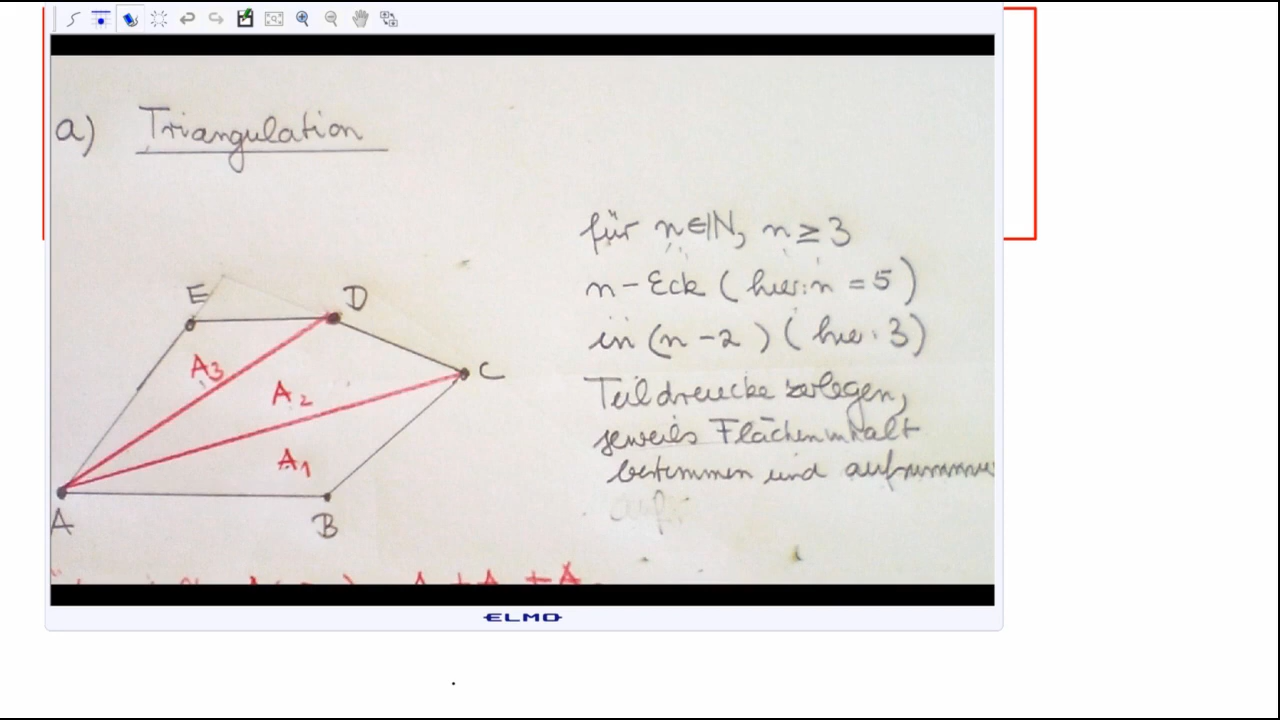 a) Triangulation
für n∈ℕ, n ≥ 3
n-Eck (hier: n = 5)
in (n-2) (hier: 3)
Teildreiecke zerlegen,
jeweils Flächeninhalt
bestimmen und
E
D
C
A3
A2
A1
A
B
ELMO